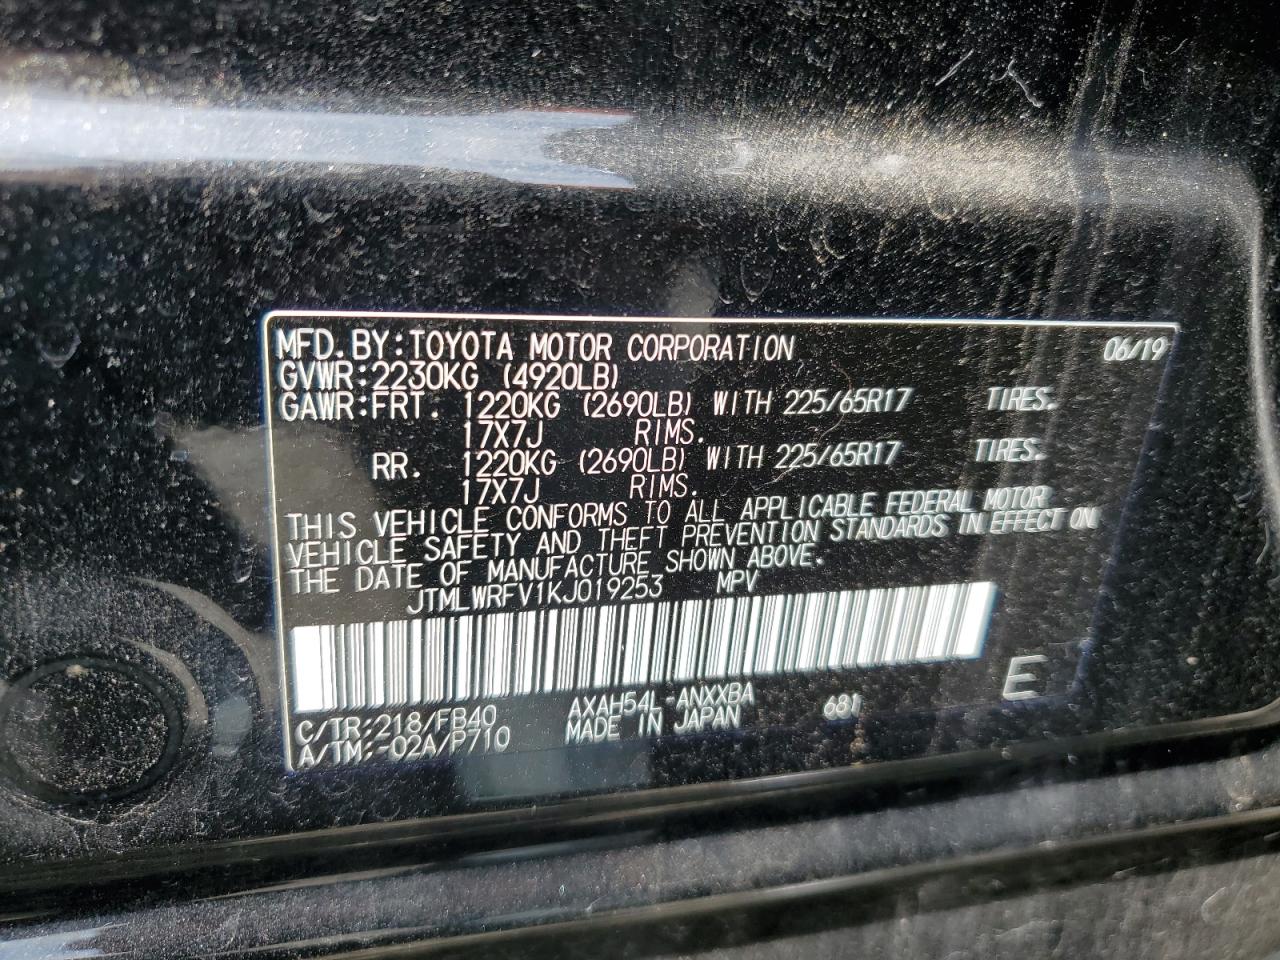 MFD.BY:TOYOTA MOTOR CORPORATION 06/19
GVWR:2230KG (4920LB)
GAWR:FRT. 1220KG (2690LB) WITH 225/65R17 TIRES.
17X7J RIMS.
RR. 1220KG (2690LB) WITH 225/65R17 TIRES.
17X7J RIMS.
THIS VEHICLE CONFORMS TO ALL APPLICABLE FEDERAL MOTOR
VEHICLE SAFETY AND THEFT PREVENTION STANDARDS IN EFFECT ON
THE DATE OF MANUFACTURE SHOWN ABOVE.
JTMLWRFV1KJ019253 MPV
C/TR:218/FB40 AXAH54L-ANXXBA 681 E
A/TM:-02A/P710 MADE IN JAPAN